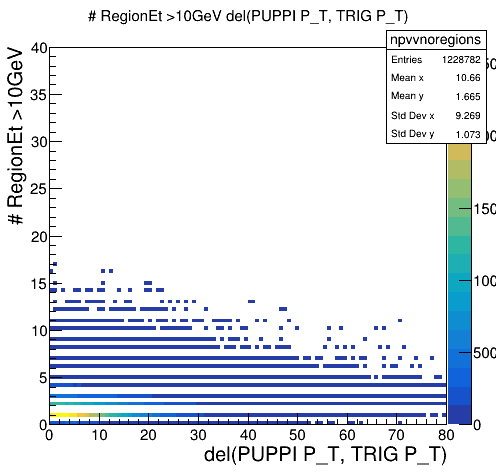 # RegionEt >10GeV del(PUPPI P_T, TRIG P_T)
npvvnoregions
Entries 1228782
Mean x 10.66
Mean y 1.665
Std Dev x 9.269
Std Dev y 1.073
# RegionEt >10GeV
40
35
30
25
20
15
10
5
0
0 10 20 30 40 50 60 70 80
del(PUPPI P_T, TRIG P_T)
500
0